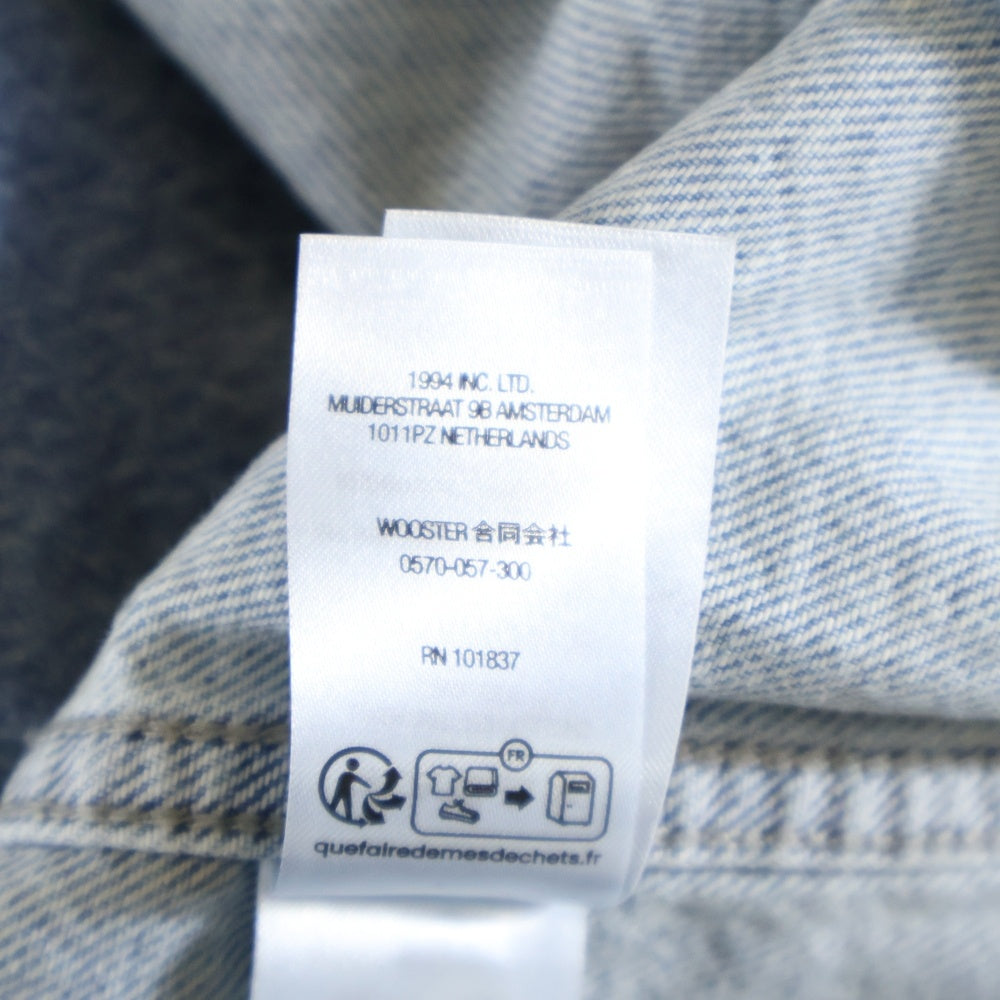 1994 INC. LTD.
MUIDERSTRAAT 9B AMSTERDAM
1011PZ NETHERLANDS
WOOSTER 合同会社
0570-057-300
RN 101837
FR
quefairedemesdechets.fr